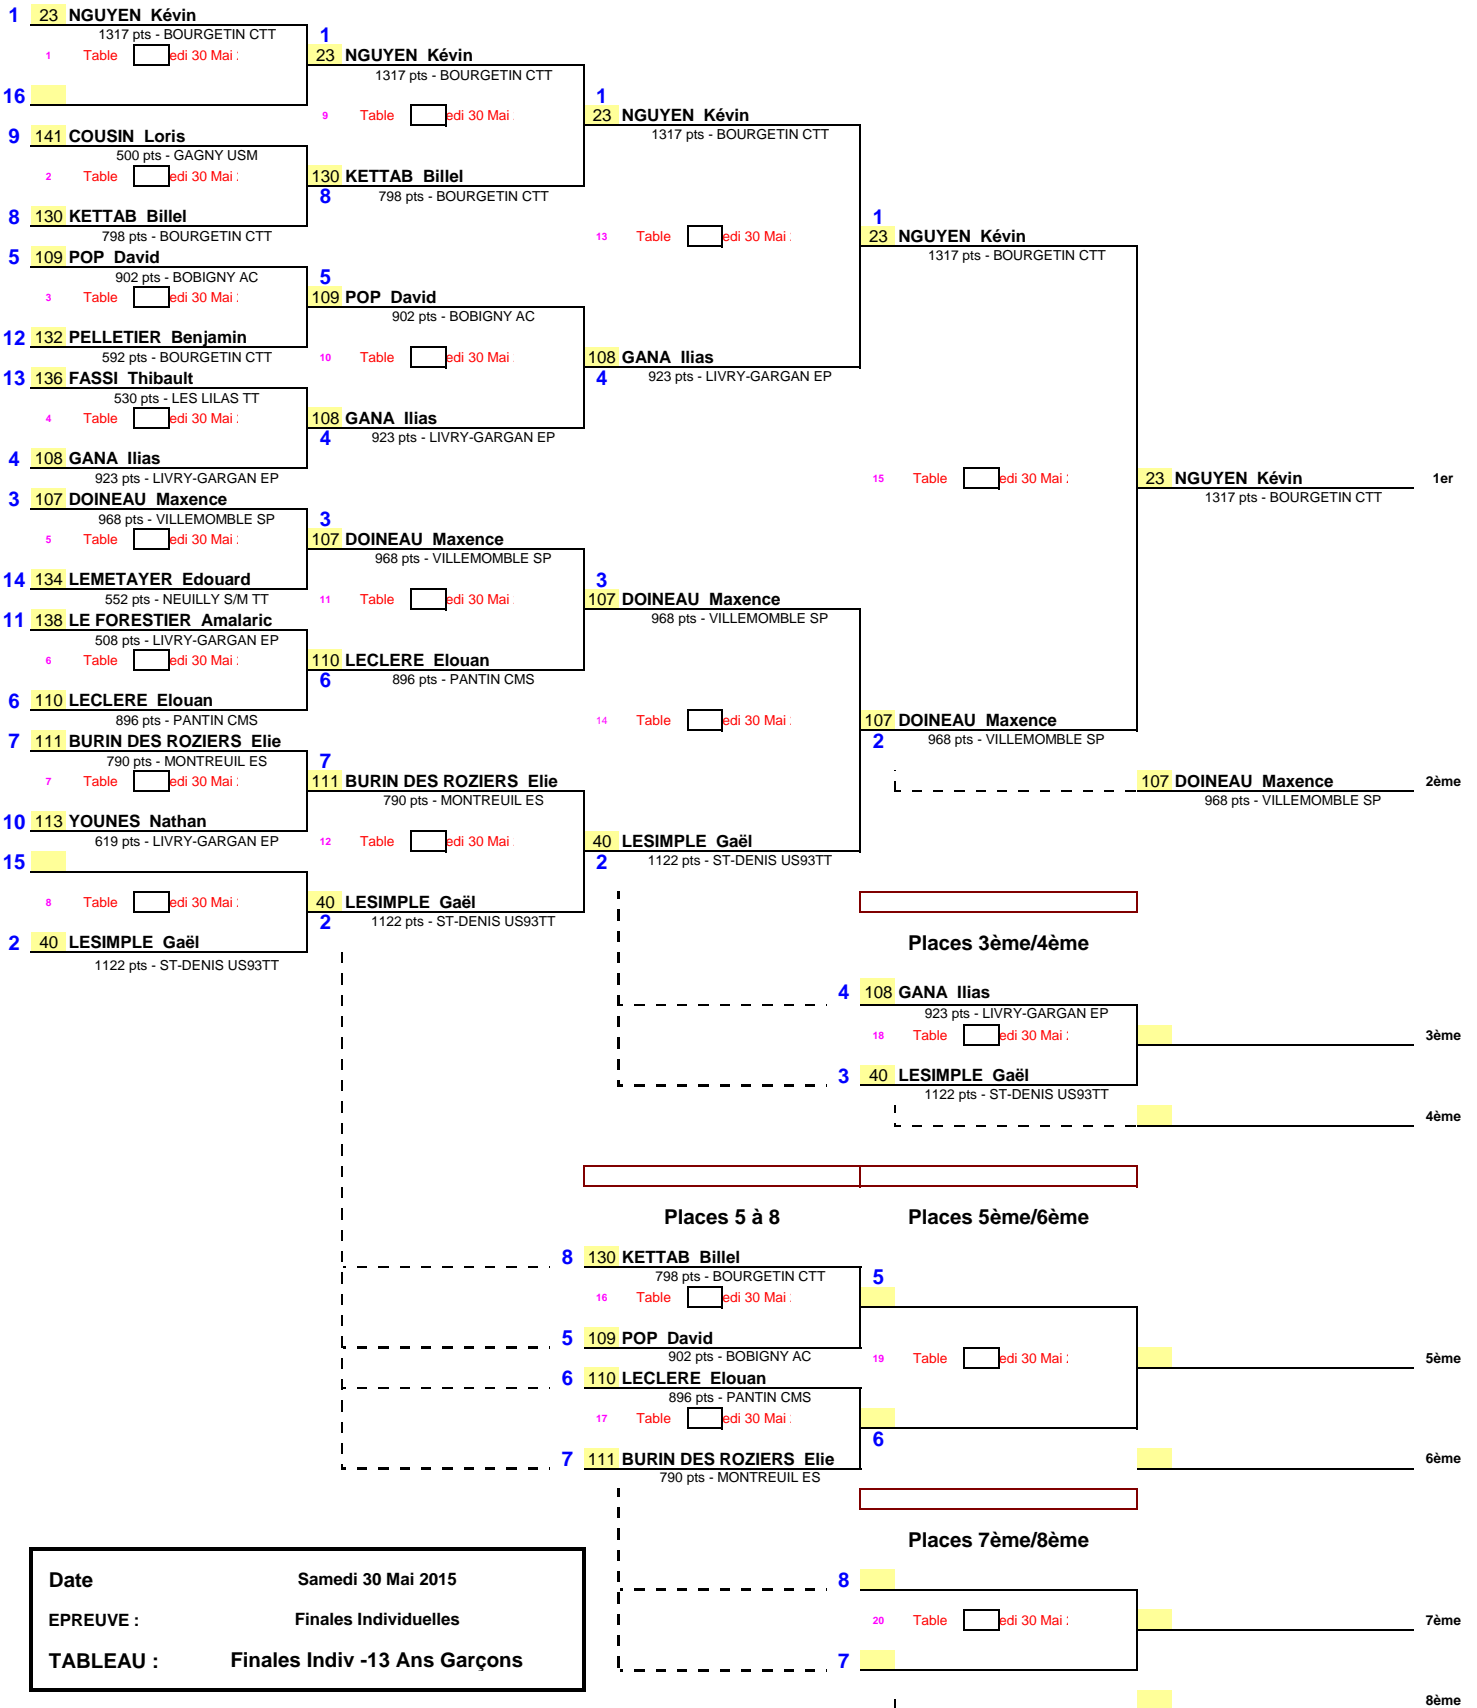 1 23 NGUYEN Kévin
1317 pts - BOURGETIN CTT
1 Table edi 30 Mai
16
9 141 COUSIN Loris
500 pts - GAGNY USM
2 Table edi 30 Mai
8 130 KETTAB Billel
798 pts - BOURGETIN CTT
5 109 POP David
902 pts - BOBIGNY AC
3 Table edi 30 Mai
12 132 PELLETIER Benjamin
592 pts - BOURGETIN CTT
13 136 FASSI Thibault
530 pts - LES LILAS TT
4 Table edi 30 Mai
4 108 GANA Ilias
923 pts - LIVRY-GARGAN EP
3 107 DOINEAU Maxence
968 pts - VILLEMOMBLE SP
5 Table edi 30 Mai
14 134 LEMETAYER Edouard
552 pts - NEUILLY S/M TT
11 138 LE FORESTIER Amalaric
508 pts - LIVRY-GARGAN EP
6 Table edi 30 Mai
6 110 LECLERE Elouan
896 pts - PANTIN CMS
7 111 BURIN DES ROZIERS Elie
790 pts - MONTREUIL ES
7 Table edi 30 Mai
10 113 YOUNES Nathan
619 pts - LIVRY-GARGAN EP
15
8 Table edi 30 Mai
2 40 LESIMPLE Gaël
1122 pts - ST-DENIS US93TT
1
23 NGUYEN Kévin
1317 pts - BOURGETIN CTT
9 Table edi 30 Mai
130 KETTAB Billel
8 798 pts - BOURGETIN CTT
5
109 POP David
902 pts - BOBIGNY AC
10 Table edi 30 Mai
108 GANA Ilias
4 923 pts - LIVRY-GARGAN EP
3
107 DOINEAU Maxence
968 pts - VILLEMOMBLE SP
11 Table edi 30 Mai
110 LECLERE Elouan
6 896 pts - PANTIN CMS
7
111 BURIN DES ROZIERS Elie
790 pts - MONTREUIL ES
12 Table edi 30 Mai
40 LESIMPLE Gaël
2 1122 pts - ST-DENIS US93TT
1
23 NGUYEN Kévin
1317 pts - BOURGETIN CTT
13 Table edi 30 Mai
108 GANA Ilias
4 923 pts - LIVRY-GARGAN EP
3
107 DOINEAU Maxence
968 pts - VILLEMOMBLE SP
14 Table edi 30 Mai
40 LESIMPLE Gaël
2 1122 pts - ST-DENIS US93TT
1
23 NGUYEN Kévin
1317 pts - BOURGETIN CTT
15 Table edi 30 Mai
107 DOINEAU Maxence
2 968 pts - VILLEMOMBLE SP
23 NGUYEN Kévin 1er
1317 pts - BOURGETIN CTT
107 DOINEAU Maxence 2ème
968 pts - VILLEMOMBLE SP
Places 3ème/4ème
4 108 GANA Ilias
923 pts - LIVRY-GARGAN EP
18 Table edi 30 Mai
3ème
3 40 LESIMPLE Gaël
1122 pts - ST-DENIS US93TT
4ème
Places 5 à 8
Places 5ème/6ème
8 130 KETTAB Billel
798 pts - BOURGETIN CTT
16 Table edi 30 Mai
5 109 POP David
902 pts - BOBIGNY AC
6 110 LECLERE Elouan
896 pts - PANTIN CMS
17 Table edi 30 Mai
7 111 BURIN DES ROZIERS Elie
790 pts - MONTREUIL ES
5
19 Table edi 30 Mai
5ème
6
6ème
Places 7ème/8ème
8
20 Table edi 30 Mai
7ème
7
8ème
Date Samedi 30 Mai 2015
EPREUVE : Finales Individuelles
TABLEAU : Finales Indiv -13 Ans Garçons